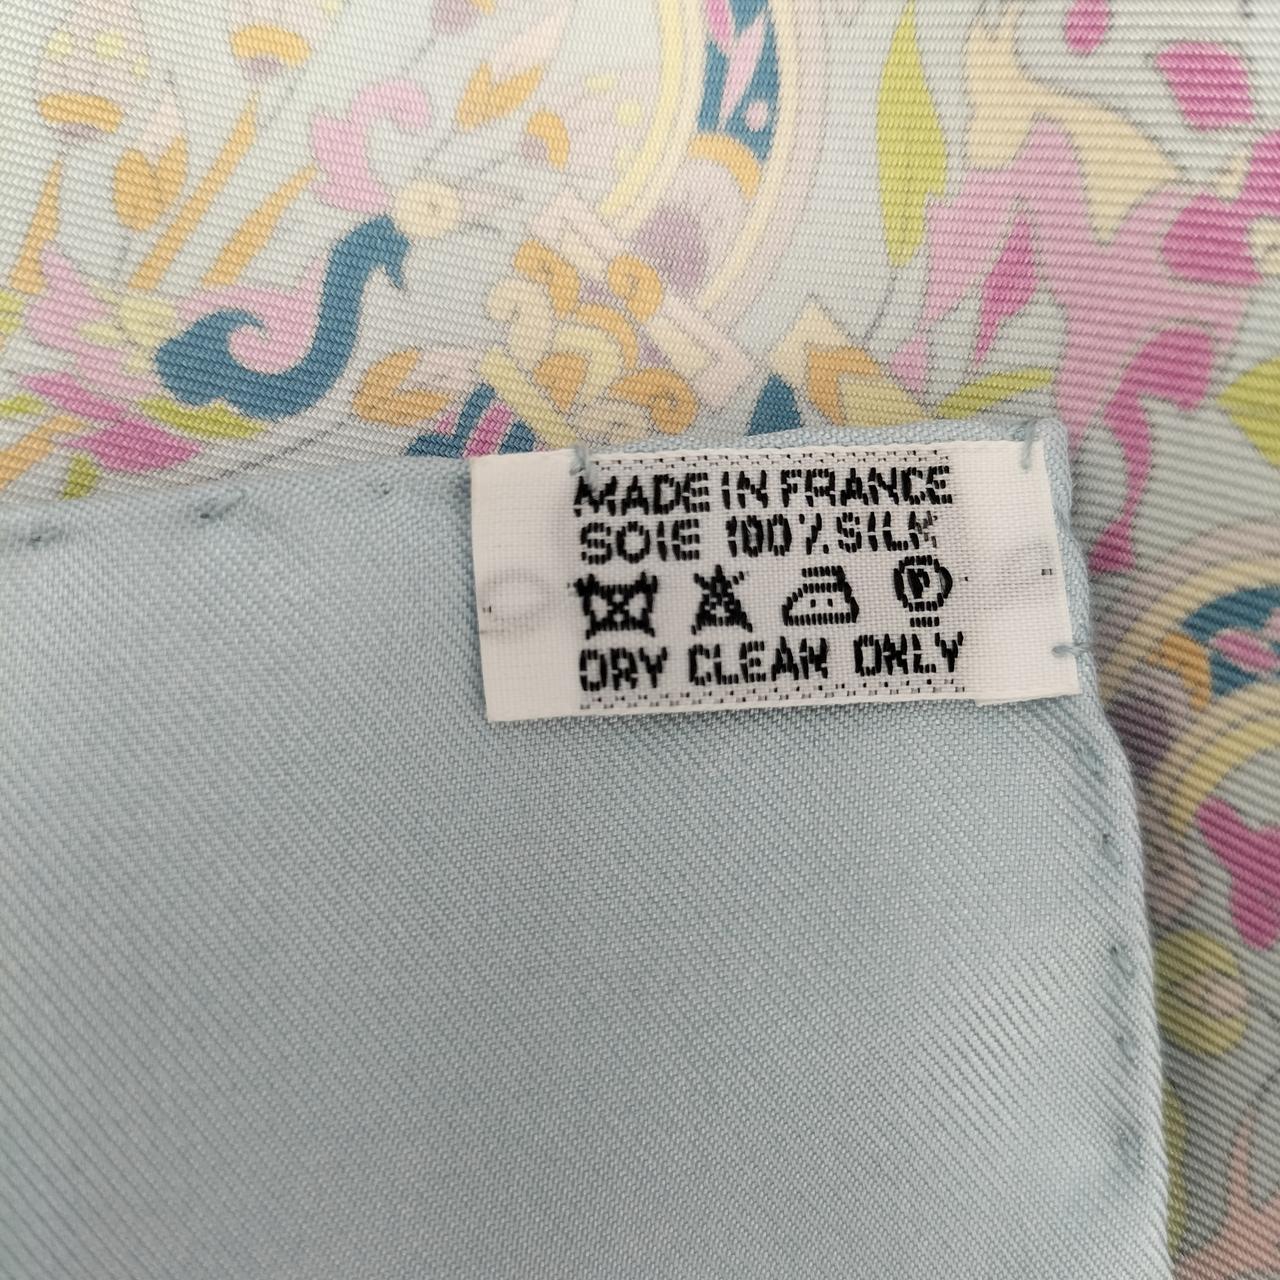 MADE IN FRANCE
SOIE 100% SILK
P
DRY CLEAN ONLY